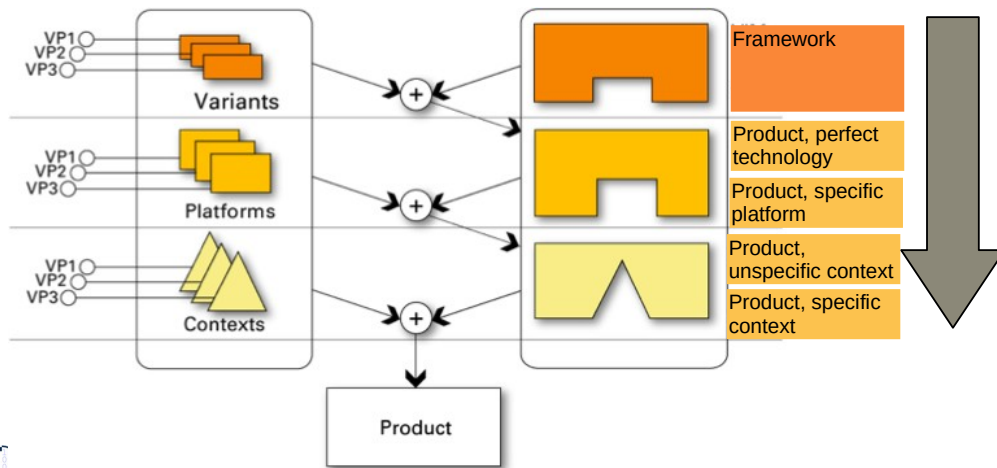 VP1
VP2
VP3
Variants
+
Framework
VP1
VP2
VP3
Platforms
+
Product, perfect
technology
Product, specific
platform
VP1
VP2
VP3
Contexts
+
Product,
unspecific context
Product, specific
context
Product